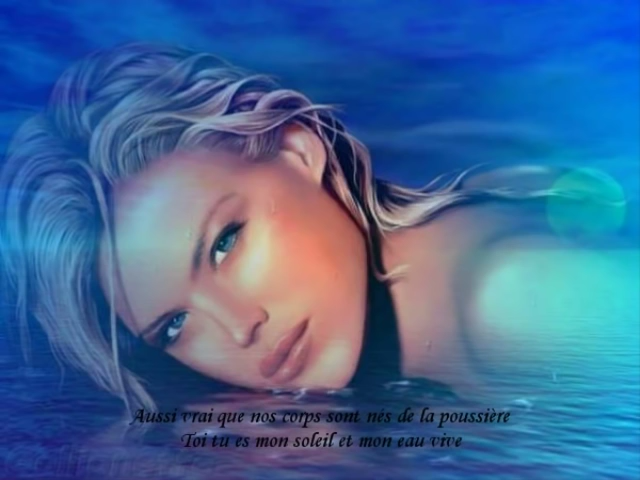 Aussi vrai que nos corps sont nés de la poussière
Toi tu es mon soleil et mon eau vive